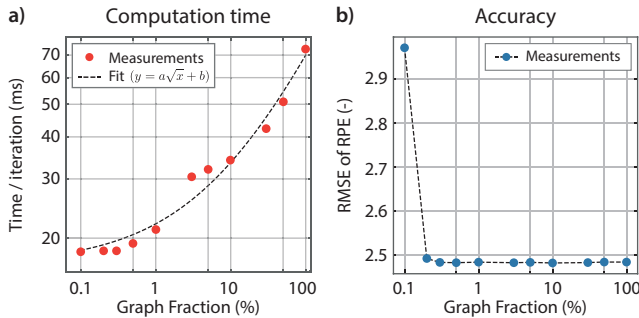 a) Computation time
Time / iteration (ms)
70
60
50
40
30
20
Measurements
Fit (y = a√x + b)
0.1 1 10 100
Graph Fraction (%)
b) Accuracy
RMSE of RPE (-)
2.9
2.8
2.7
2.6
2.5
Measurements
0.1 1 10 100
Graph Fraction (%)